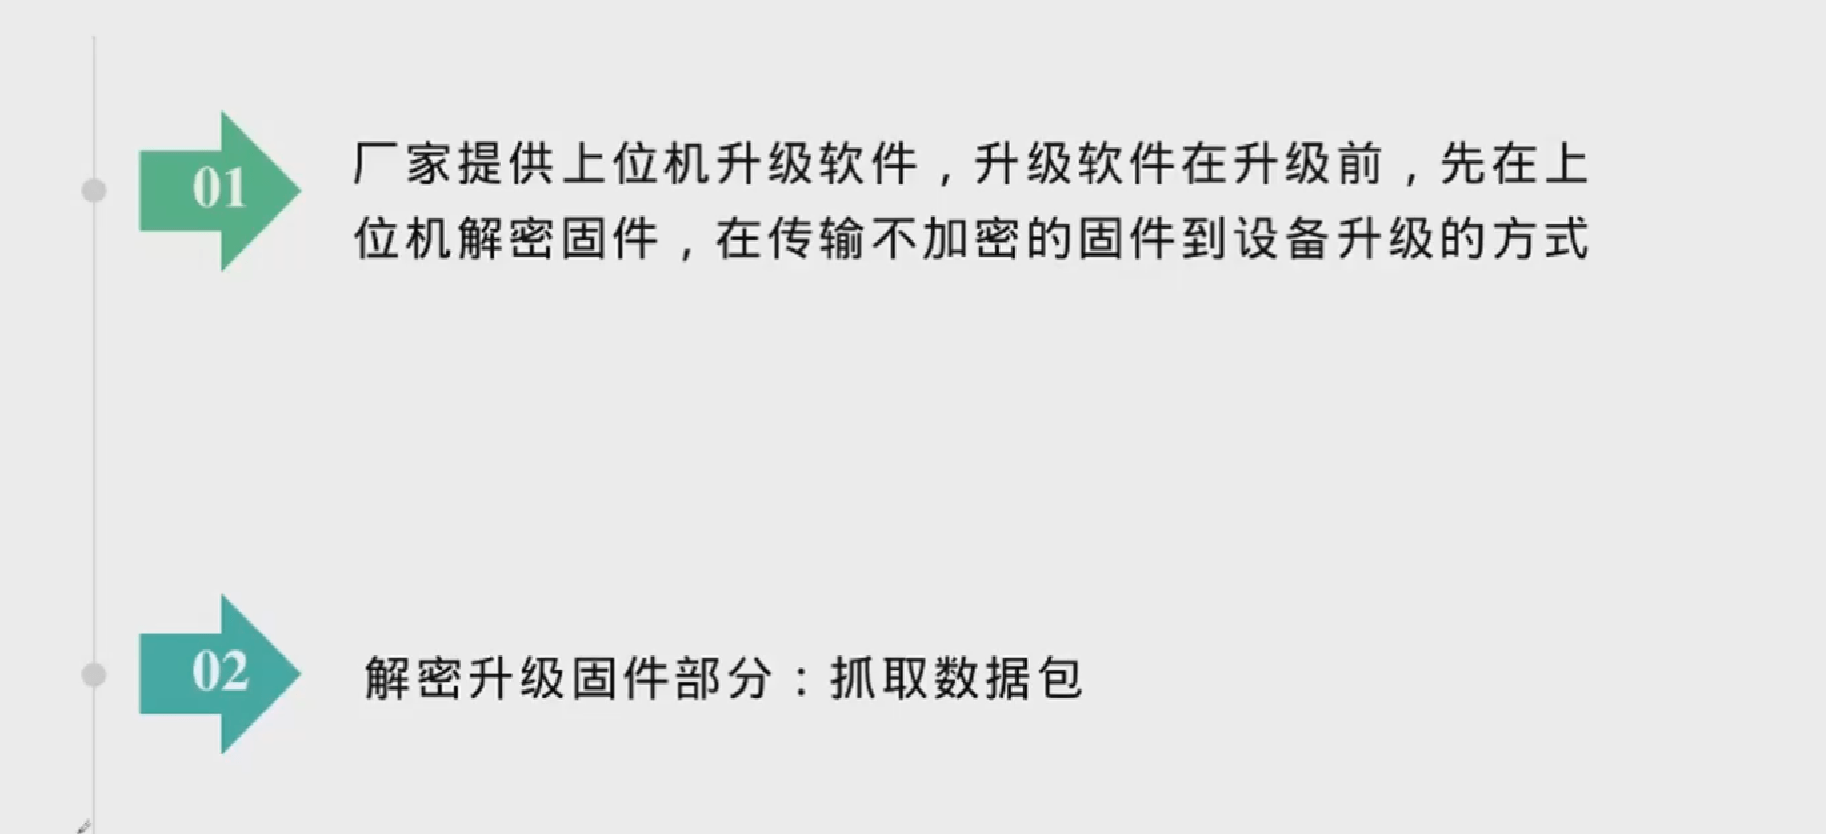 01
厂家提供上位机升级软件，升级软件在升级前，先在上
位机解密固件，在传输不加密的固件到设备升级的方式
02
解密升级固件部分：抓取数据包